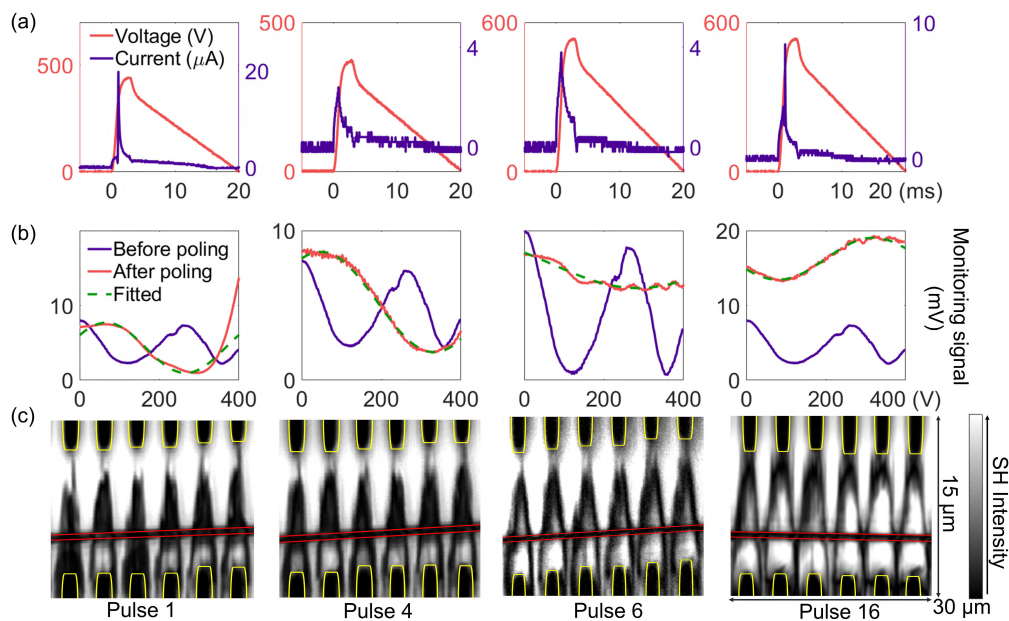 (a)
500
0
Voltage (V)
Current (μA)
20
0
0 10 20
500
0
4
0
0 10 20
600
0
4
0
0 10 20
600
0
10
0
0 10 20 (ms)
(b)
Before poling
After poling
Fitted
10
0
0 200 400
10
0
0 200 400
0 200 400
20
10
0
0 200 400 (V)
Monitoring signal
(mV)
(c)
15 μm
SH Intensity
Pulse 1
Pulse 4
Pulse 6
Pulse 16
30 μm